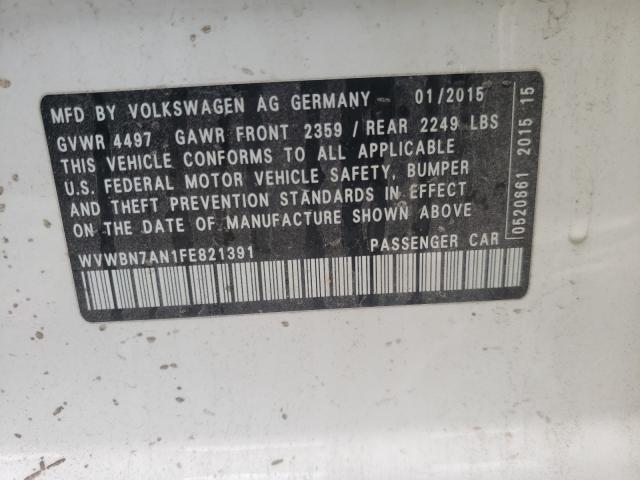 MFD BY VOLKSWAGEN AG GERMANY 01/2015
GVWR 4497 GAWR FRONT 2359 / REAR 2249 LBS
THIS VEHICLE CONFORMS TO ALL APPLICABLE
U.S. FEDERAL MOTOR VEHICLE SAFETY, BUMPER
AND THEFT PREVENTION STANDARDS IN EFFECT
ON THE DATE OF MANUFACTURE SHOWN ABOVE
WVWBN7AN1FE821391 PASSENGER CAR
0520861 2015 15